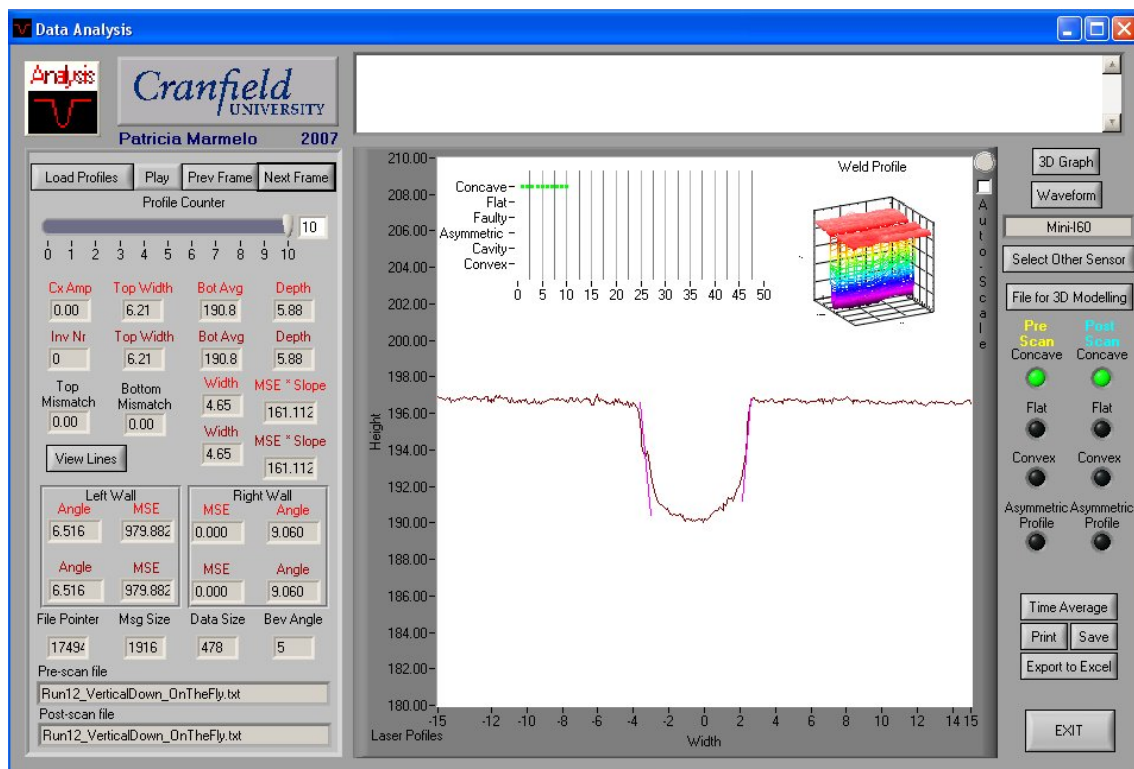 Data Analysis
Analysis
Cranfield
UNIVERSITY
Patricia Marmelo 2007
Load Profiles Play Prev Frame Next Frame
Profile Counter
10
0 1 2 3 4 5 6 7 8 9 10
Cx Amp Top Width Bot Avg Depth
0.00 6.21 190.8 5.88
Inv Nr Top Width Bot Avg Depth
0 6.21 190.8 5.88
Top Mismatch Bottom Mismatch Width MSE * Slope
0.00 0.00 4.65 161.112
Width MSE * Slope
4.65 161.112
View Lines
Left Wall Right Wall
Angle MSE MSE Angle
6.516 979.882 0.000 9.060
Angle MSE MSE Angle
6.516 979.882 0.000 9.060
File Pointer Msg Size Data Size Bev Angle
1916 478 5
Pre-scan file
Run12_VerticalDown_OnTheFly.txt
Post-scan file
Run12_VerticalDown_OnTheFly.txt
210.00
208.00
206.00
204.00
202.00
200.00
198.00
196.00
194.00
192.00
190.00
188.00
186.00
184.00
182.00
180.00
Height
-15 -12 -10 -8 -6 -4 -2 0 2 4 6 8 10 12 14 15
Width
Laser Pofiles
Concave
Flat
Faulty
Asymmetric
Cavity
Convex
0 5 10 15 20 25 30 35 40 45 50
Weld Profile
Auto-Scale
3D Graph
Waveform
Mini-I60
Select Other Sensor
File for 3D Modelling
Pre Post
Scan Scan
Concave Concave
Flat Flat
Convex Convex
Asymmetric Asymmetric
Profile Profile
Time Average
Print Save
Export to Excel
EXIT